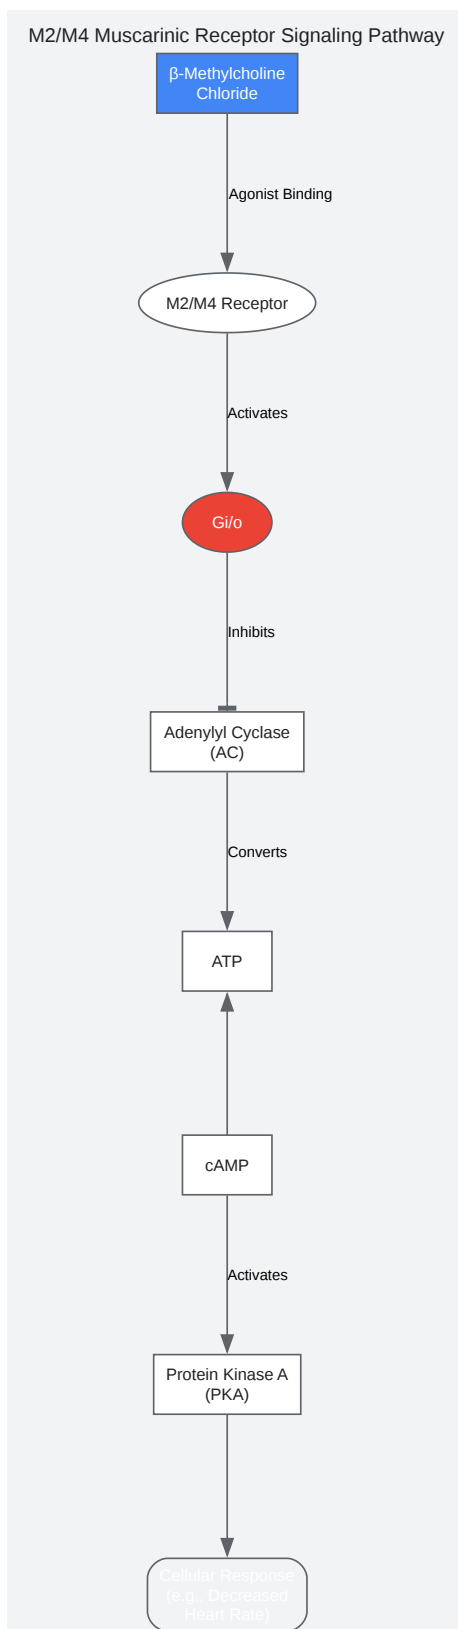 M2/M4 Muscarinic Receptor Signaling Pathway
β-Methylcholine
Chloride
Agonist Binding
M2/M4 Receptor
Activates
Gi/o
Inhibits
Adenylyl Cyclase
(AC)
Converts
ATP
cAMP
Activates
Protein Kinase A
(PKA)
Cellular Response
(e.g., Decreased
Heart Rate)